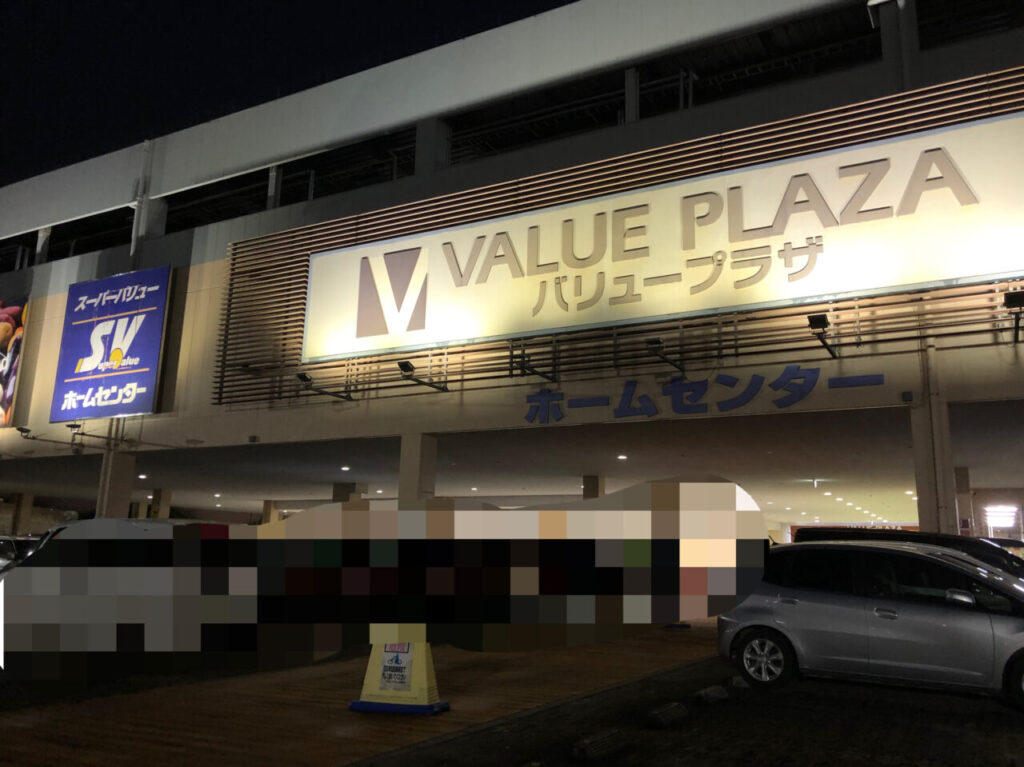 VALUE PLAZA
バリュープラザ
スーパーバリュー
SV
SuperValue
ホームセンター
ホームセンター